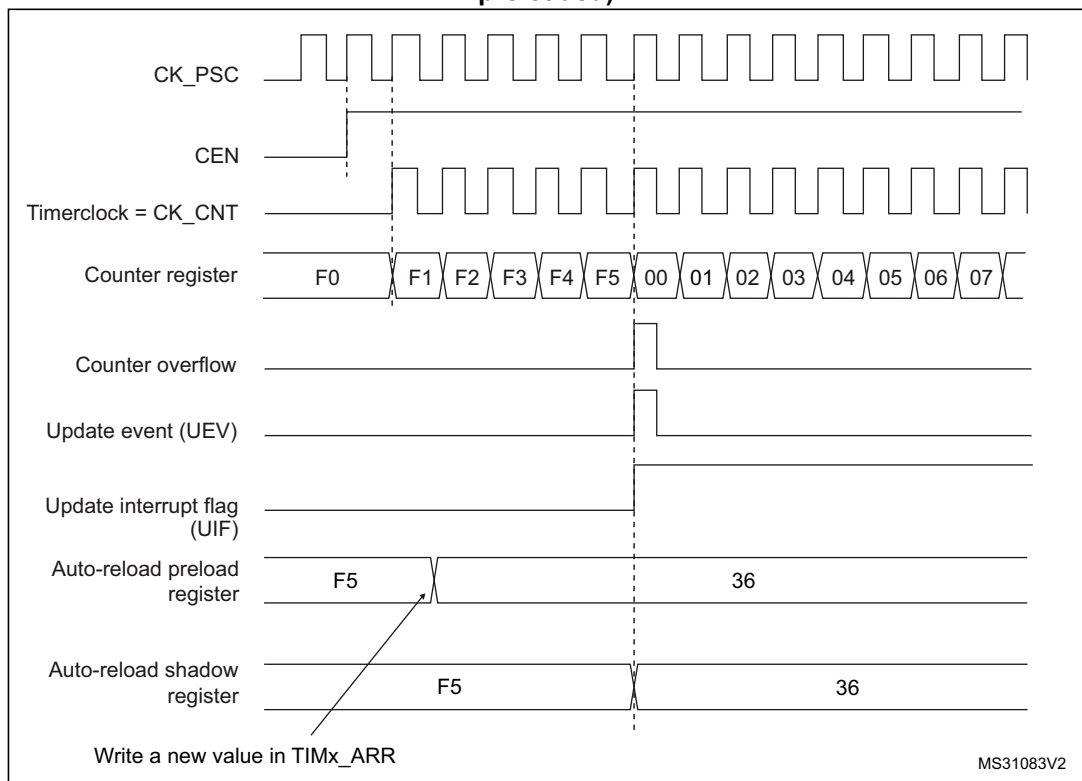 preloaded)
CK_PSC
CEN
Timerclock = CK_CNT
Counter register
F0 F1 F2 F3 F4 F5 00 01 02 03 04 05 06 07
Counter overflow
Update event (UEV)
Update interrupt flag
(UIF)
Auto-reload preload
register
F5 36
Auto-reload shadow
register
F5 36
Write a new value in TIMx_ARR
MS31083V2